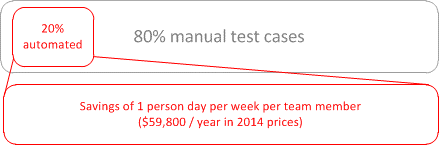 20%
automated
80% manual test cases
Savings of 1 person day per week per team member
($59,800 / year in 2014 prices)